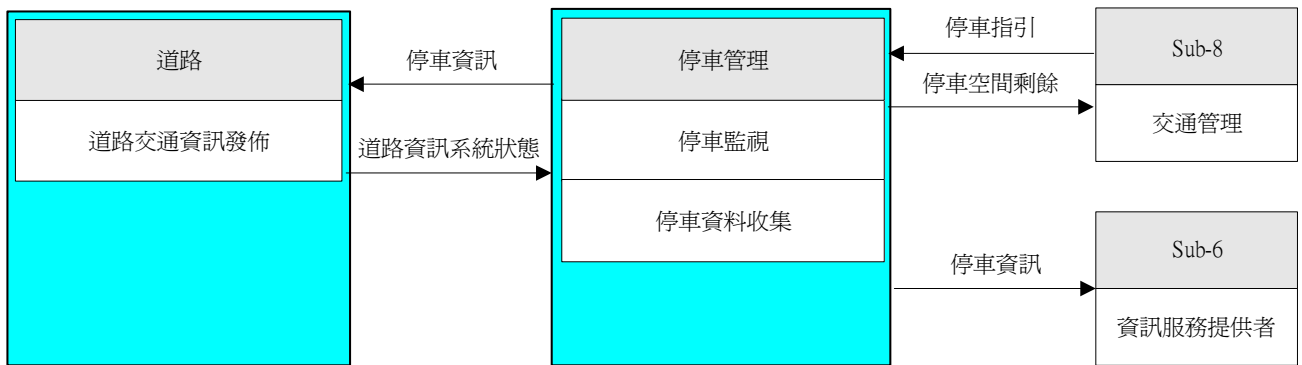 道路
道路交通資訊發佈
停車資訊
道路資訊系統狀態
停車管理
停車監視
停車資料收集
停車指引
停車空間剩餘
停車資訊
Sub-8
交通管理
Sub-6
資訊服務提供者